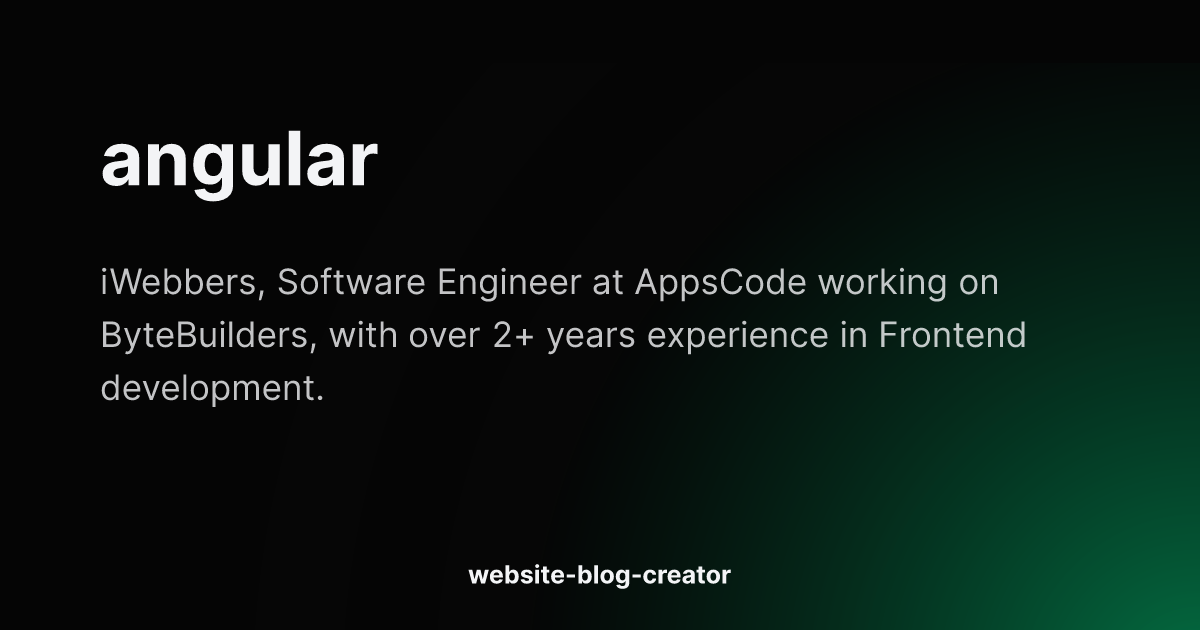 angular
iWebbers, Software Engineer at AppsCode working on
ByteBuilders, with over 2+ years experience in Frontend
development.
website-blog-creator